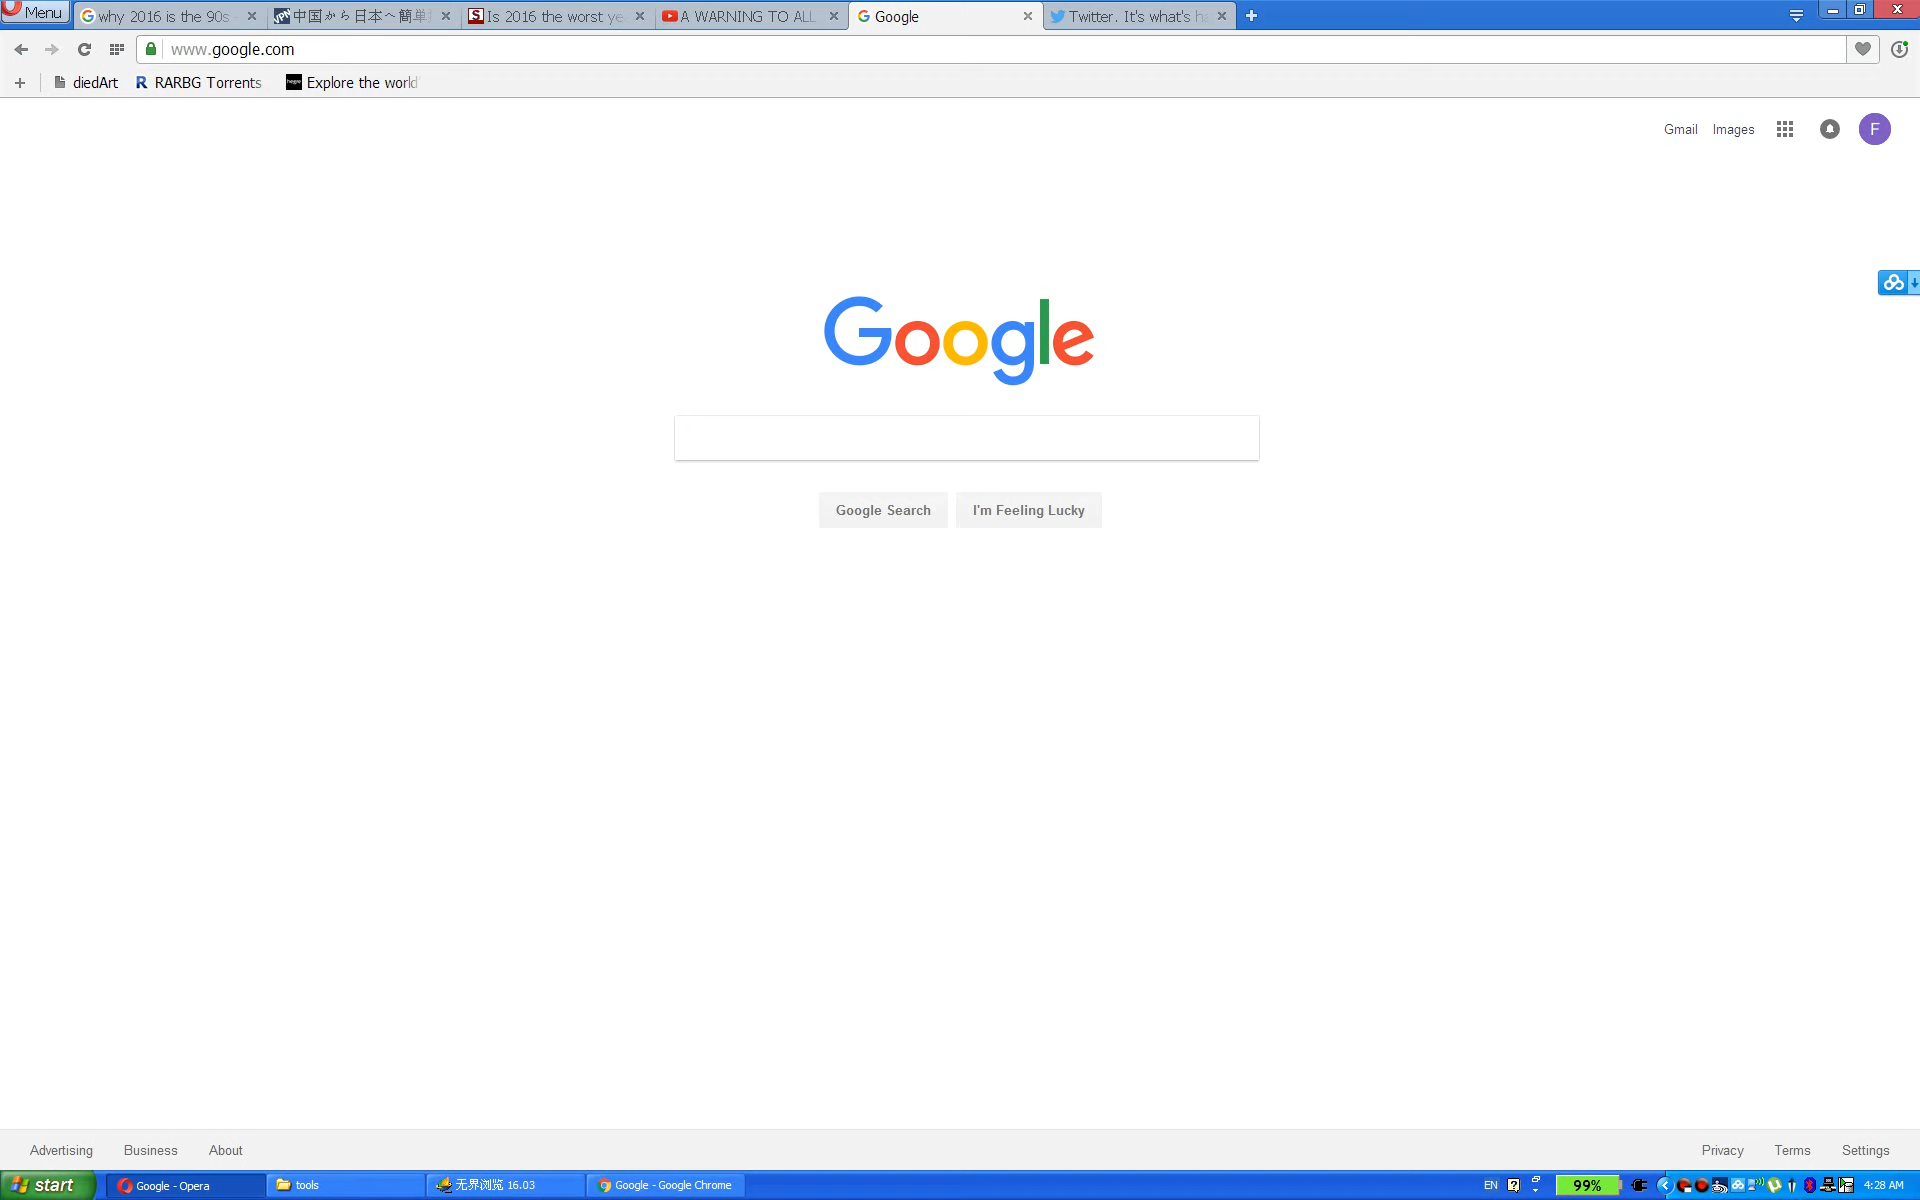 Menu
why 2016 is the 90s
中国から日本へ簡単
Is 2016 the worst ye
A WARNING TO ALL
Google
Twitter. It's what's ha
www.google.com
diedArt
RARBG Torrents
Explore the world'
Gmail
Images
F
Google
Google Search
I'm Feeling Lucky
Advertising
Business
About
Privacy
Terms
Settings
start
Google - Opera
tools
无界浏览 16.03
Google - Google Chrome
EN
99%
4:28 AM